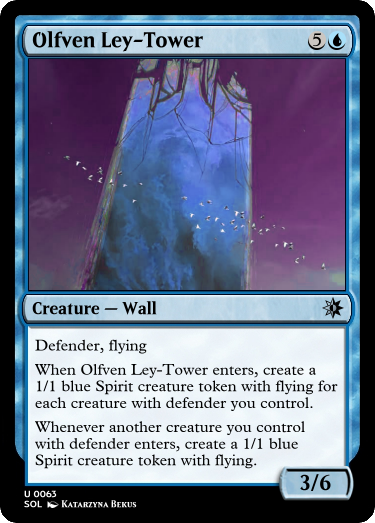 Olfven Ley-Tower 5
Creature — Wall
Defender, flying
When Olfven Ley-Tower enters, create a
1/1 blue Spirit creature token with flying for
each creature with defender you control.
Whenever another creature you control
with defender enters, create a 1/1 blue
Spirit creature token with flying.
3/6
U 0063
SOL Katarzyna Bekus